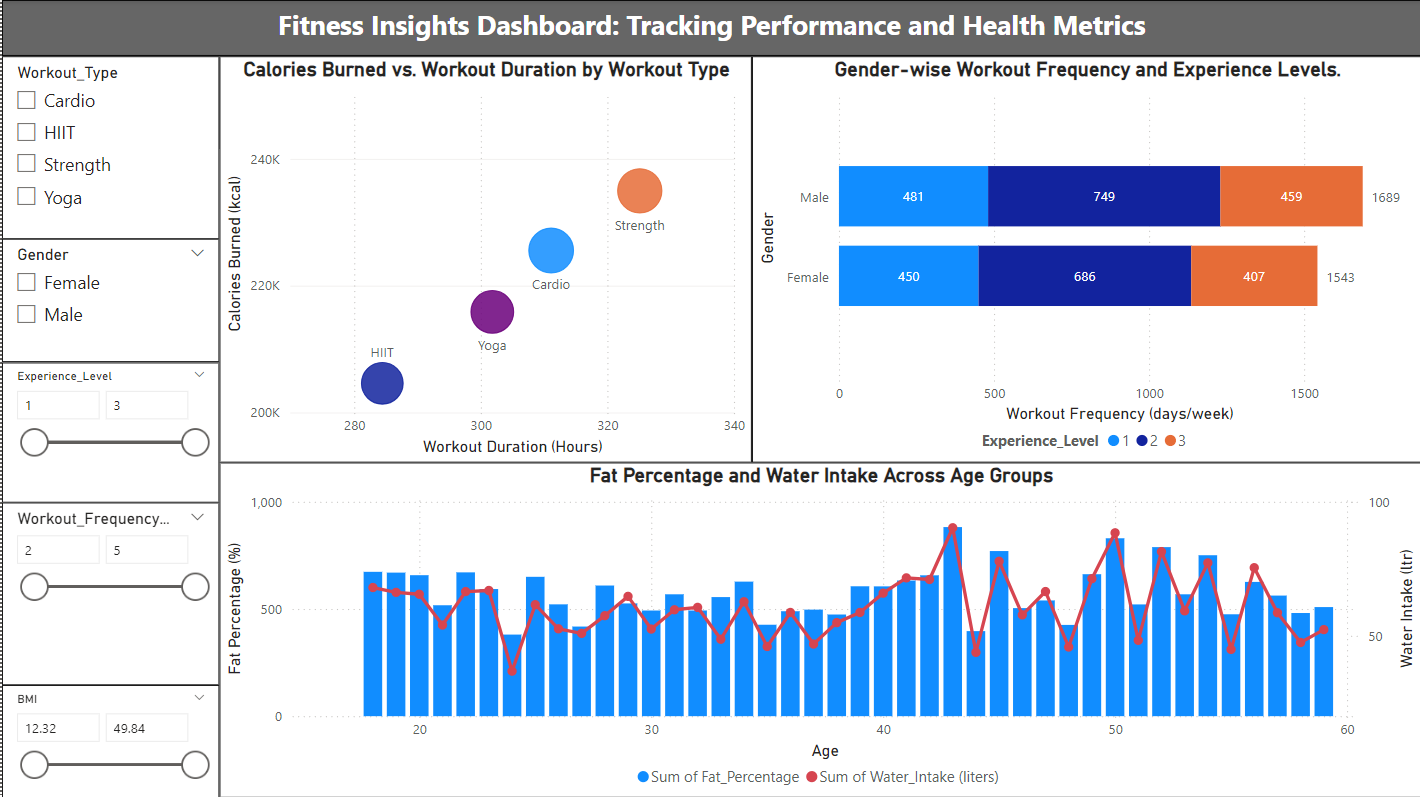 Fitness Insights Dashboard: Tracking Performance and Health Metrics
Workout_Type
Cardio
HIIT
Strength
Yoga
Gender
Female
Male
Experience_Level
1 3
Workout_Frequency...
2 5
BMI
12.32 49.84
Calories Burned vs. Workout Duration by Workout Type
Calories Burned (kcal)
240K
220K
200K
Strength
Cardio
Yoga
HIIT
280 300 320 340
Workout Duration (Hours)
Gender-wise Workout Frequency and Experience Levels.
Gender
Male 481 749 459 1689
Female 450 686 407 1543
0 500 1000 1500
Workout Frequency (days/week)
Experience_Level 1 2 3
Fat Percentage and Water Intake Across Age Groups
Fat Percentage (%)
1,000
500
0
100
50
Water Intake (ltr)
20 30 40 50 60
Age
Sum of Fat_Percentage Sum of Water_Intake (liters)